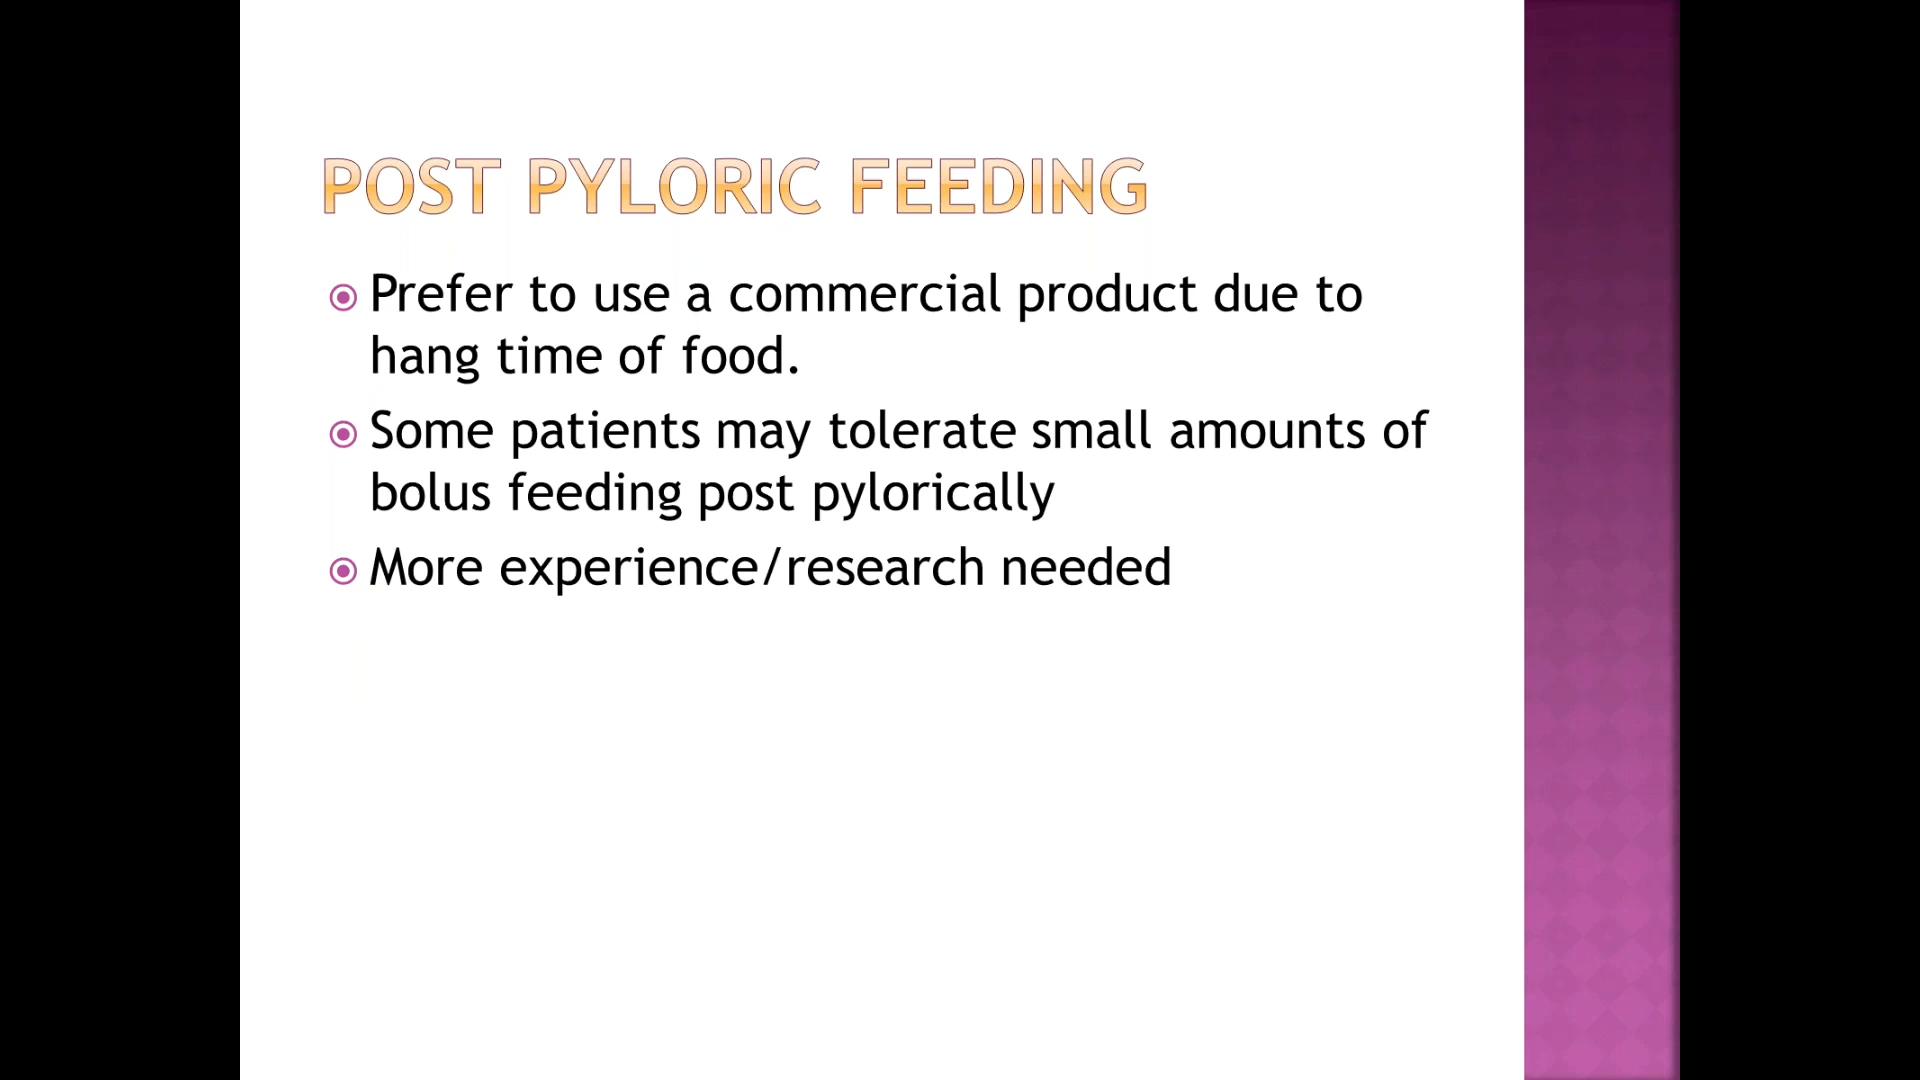 POST PYLORIC FEEDING
Prefer to use a commercial product due to
hang time of food.
Some patients may tolerate small amounts of
bolus feeding post pylorically
More experience/research needed